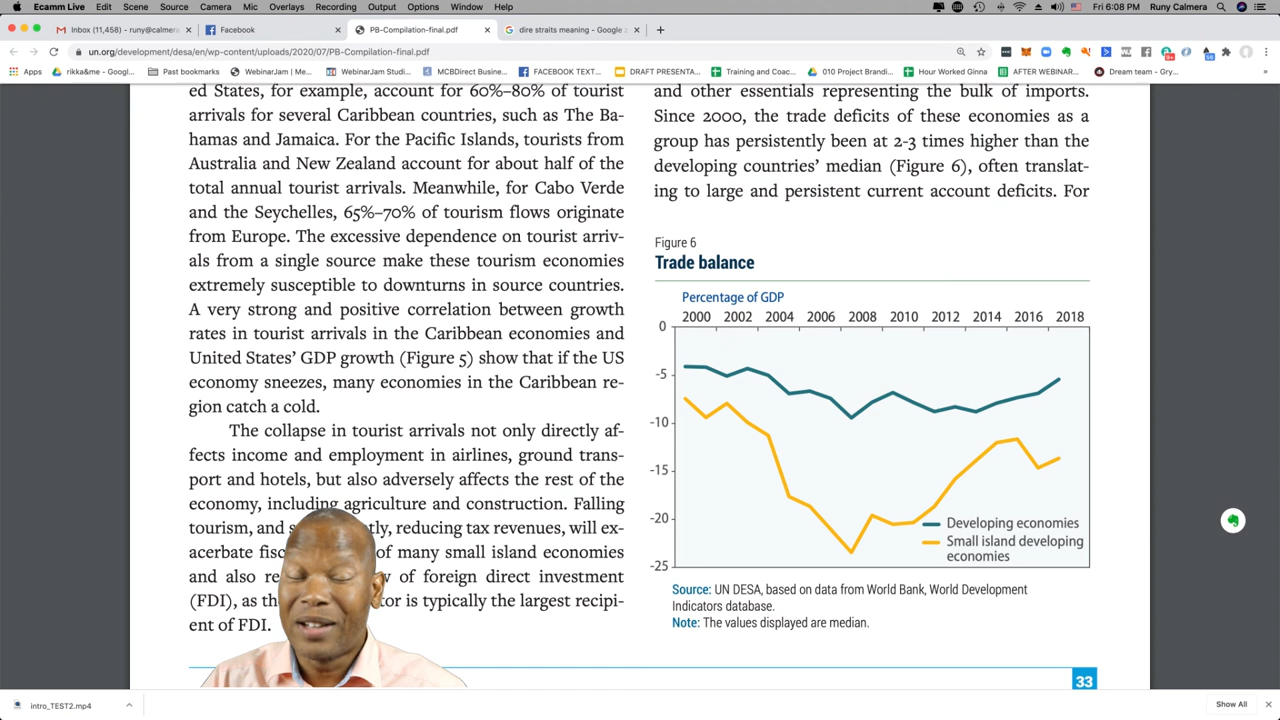 Ecamm Live File Edit Scene Source Camera Mic Overlays Recording Output Options Window Help
Fri 6:08 PM Runy Calmera
Inbox (11,458) - runy@calmera
Facebook
PB-Compilation-final.pdf
dire straits meaning - Google
un.org/development/desa/en/wp-content/uploads/2020/07/PB-Compilation-final.pdf
Apps
rikka&me - Googl...
Past bookmarks
WebinarJam | Me...
WebinarJam Studi...
MCBDirect Busine...
FACEBOOK TEXT...
DRAFT PRESENTA...
Training and Coac...
010 Project Brandi...
Hour Worked Ginna
AFTER WEBINAR...
Dream team - Gry...
ed States, for example, account for 60%–80% of tourist
arrivals for several Caribbean countries, such as The Ba-
hamas and Jamaica. For the Pacific Islands, tourists from
Australia and New Zealand account for about half of the
total annual tourist arrivals. Meanwhile, for Cabo Verde
and the Seychelles, 65%–70% of tourism flows originate
from Europe. The excessive dependence on tourist arriv-
als from a single source make these tourism economies
extremely susceptible to downturns in source countries.
A very strong and positive correlation between growth
rates in tourist arrivals in the Caribbean economies and
United States' GDP growth (Figure 5) show that if the US
economy sneezes, many economies in the Caribbean re-
gion catch a cold.
The collapse in tourist arrivals not only directly af-
fects income and employment in airlines, ground trans-
port and hotels, but also adversely affects the rest of the
economy, including agriculture and construction. Falling
tourism, and reducing tax revenues, will ex-
acerbate of many small island economies
and also of foreign direct investment
(FDI), as is typically the largest recipi-
ent of FDI.
and other essentials representing the bulk of imports.
Since 2000, the trade deficits of these economies as a
group has persistently been at 2-3 times higher than the
developing countries' median (Figure 6), often translat-
ing to large and persistent current account deficits. For
Figure 6
Trade balance
Percentage of GDP
2000 2002 2004 2006 2008 2010 2012 2014 2016 2018
0
-5
-10
-15
-20
-25
Developing economies
Small island developing
economies
Source: UN DESA, based on data from World Bank, World Development
Indicators database.
Note: The values displayed are median.
33
intro_TEST2.mp4
Show All